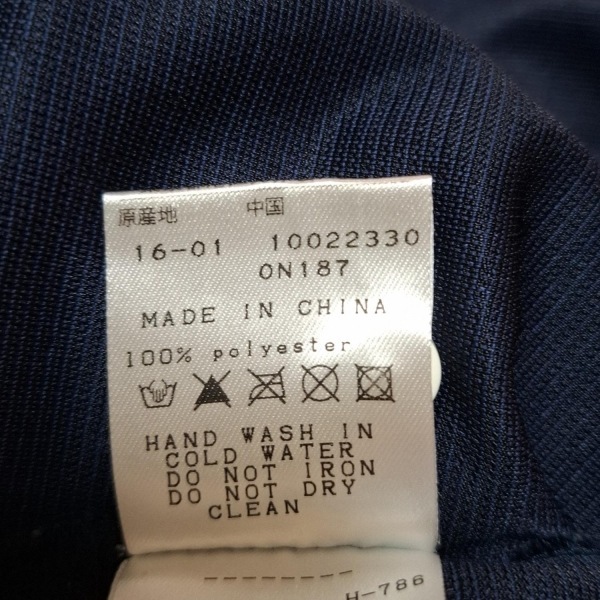 原産地 中国
16-01 10022330
0N187
MADE IN CHINA
100% polyester
HAND WASH IN
COLD WATER
DO NOT IRON
DO NOT DRY
CLEAN
--------
H-786